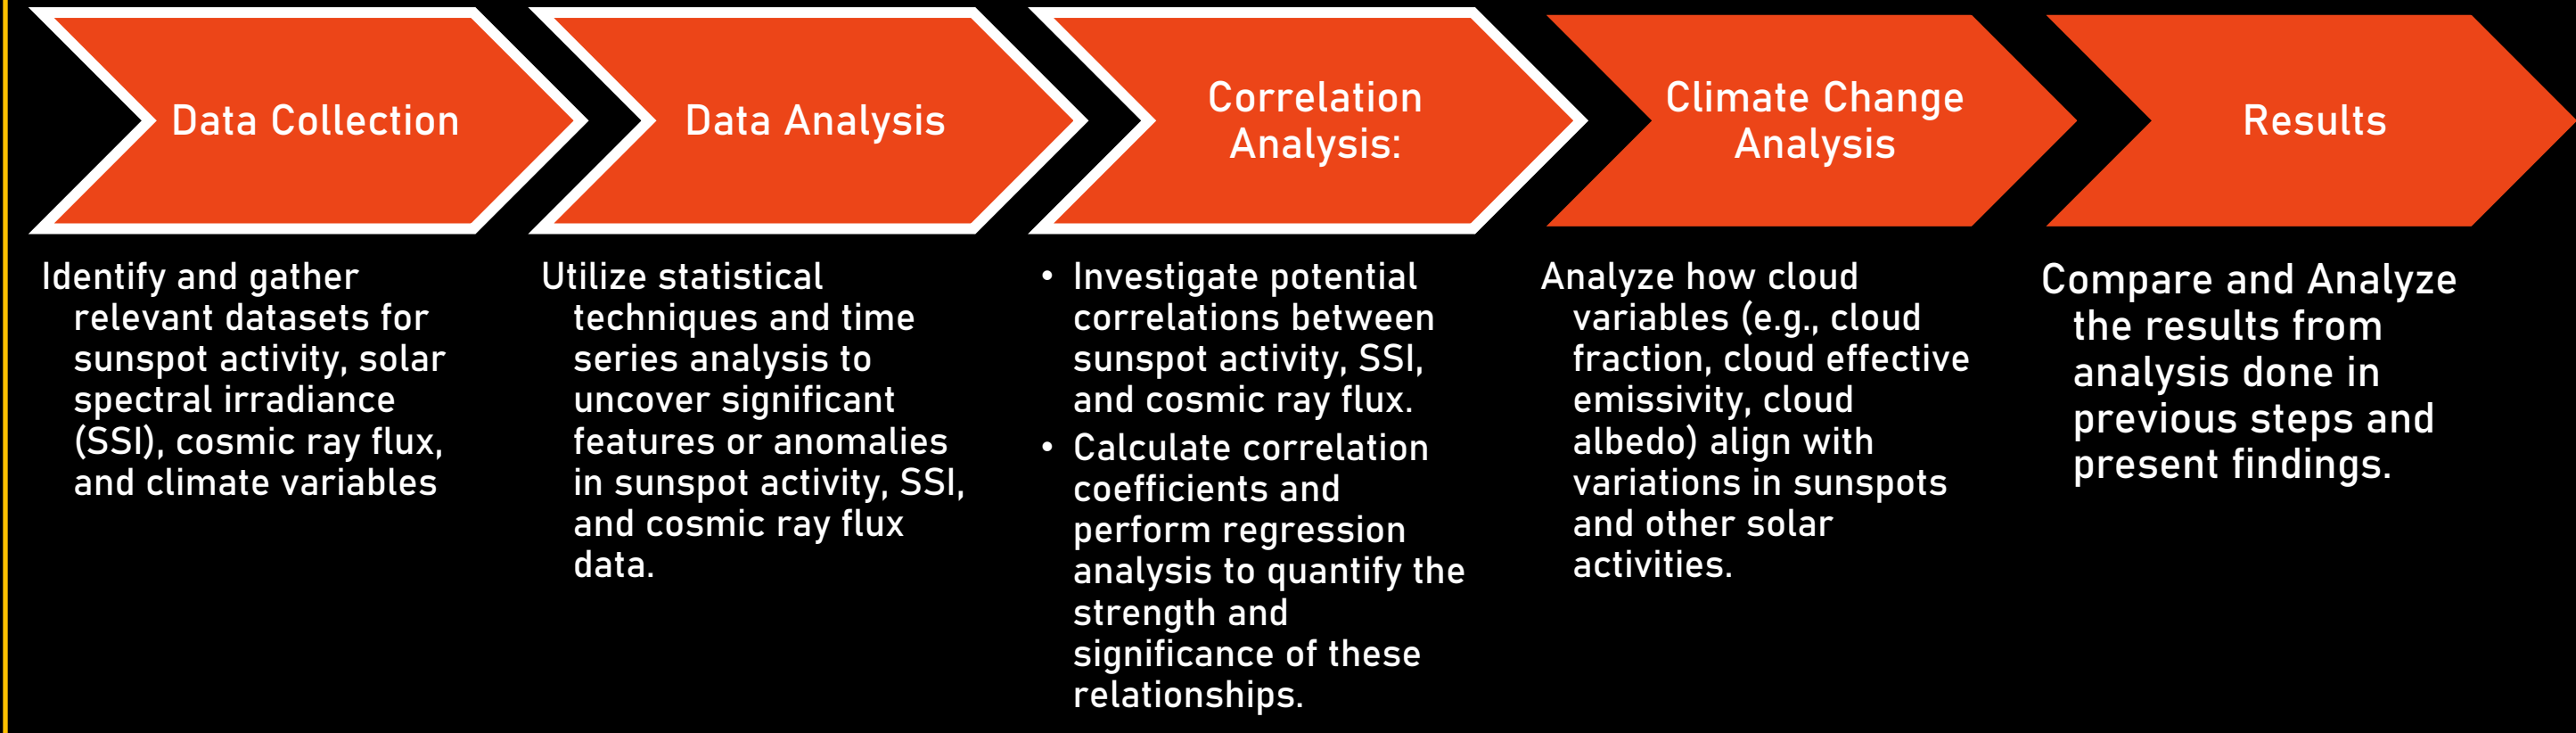 Data Collection
Identify and gather
relevant datasets for
sunspot activity, solar
spectral irradiance
(SSI), cosmic ray flux,
and climate variables
Data Analysis
Utilize statistical
techniques and time
series analysis to
uncover significant
features or anomalies
in sunspot activity, SSI,
and cosmic ray flux
data.
Correlation
Analysis:
• Investigate potential
correlations between
sunspot activity, SSI,
and cosmic ray flux.
• Calculate correlation
coefficients and
perform regression
analysis to quantify the
strength and
significance of these
relationships.
Climate Change
Analysis
Analyze how cloud
variables (e.g., cloud
fraction, cloud effective
emissivity, cloud
albedo) align with
variations in sunspots
and other solar
activities.
Results
Compare and Analyze
the results from
analysis done in
previous steps and
present findings.